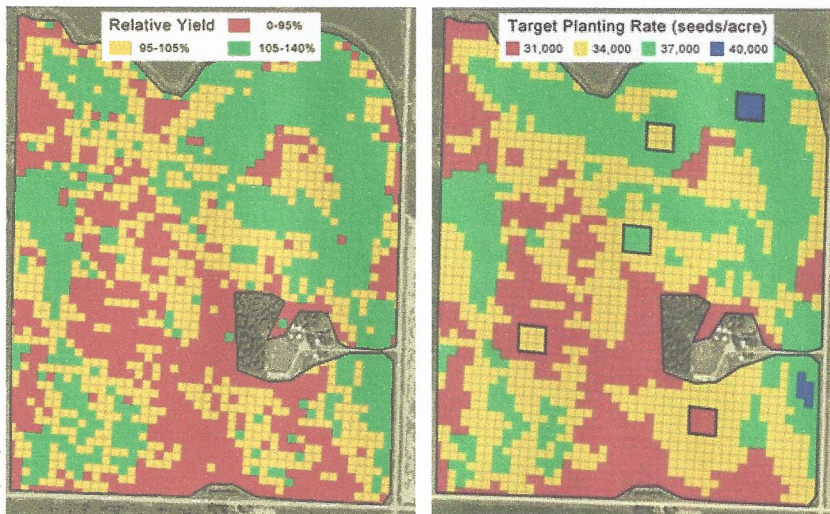 Relative Yield 0-95%
95-105% 105-140%
Target Planting Rate (seeds/acre)
31,000 34,000 37,000 40,000